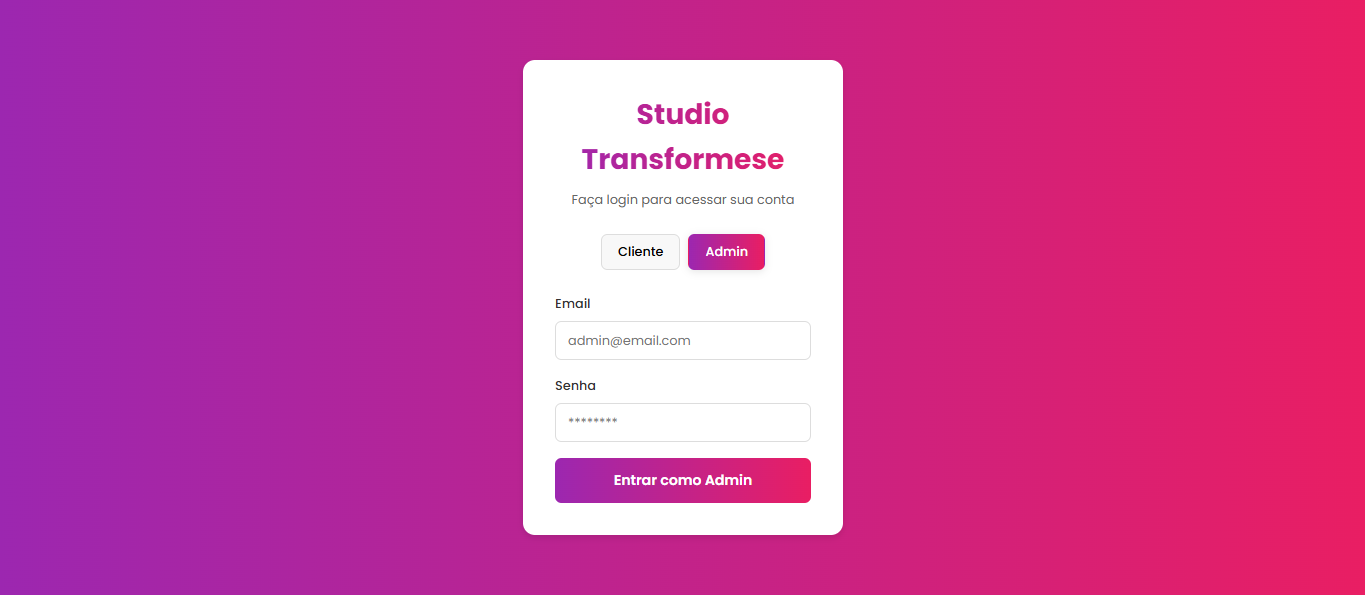 Studio
Transformese
Faça login para acessar sua conta
Cliente Admin
Email
admin@email.com
Senha
********
Entrar como Admin